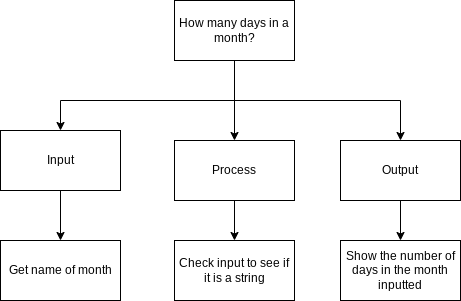 How many days in a
month?
Input
Process
Output
Get name of month
Check input to see if
it is a string
Show the number of
days in the month
inputted